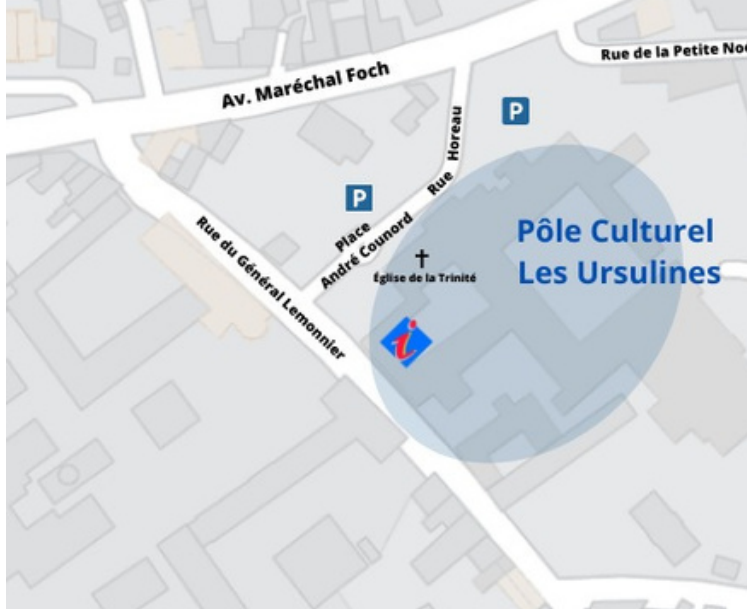 Rue de la Petite Noé
Av. Maréchal Foch
P
Rue Horeau
P
Place
André Counord
Rue du Général Lemonnier
Église de la Trinité
Pôle Culturel
Les Ursulines
i